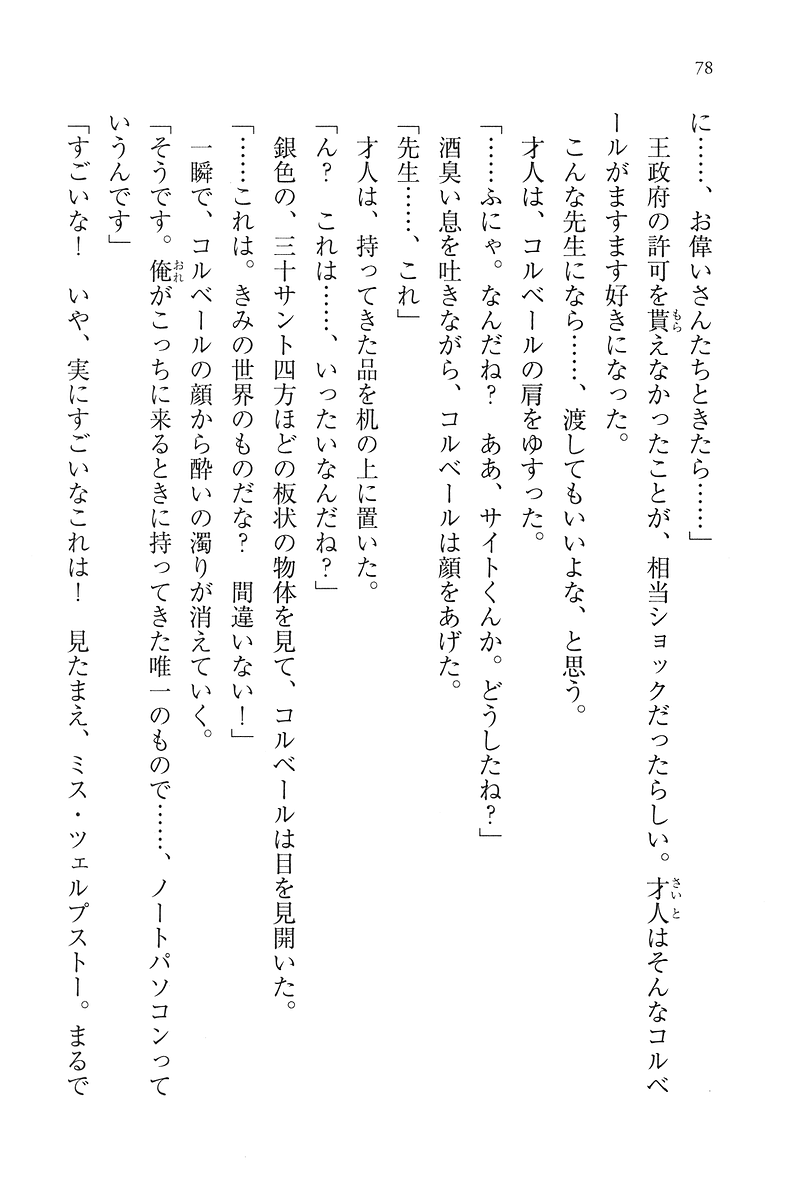 78
に……、お偉いさんたちときたら……」
　王政府の許可を貰えなかったことが、相当ショックだったらしい。才人はそんなコルベ
ールがますます好きになった。
　こんな先生になら……、渡してもいいよな、と思う。
　才人は、コルベールの肩をゆすった。
「……ふにゃ。なんだね？　ああ、サイトくんか。どうしたね？」
　酒臭い息を吐きながら、コルベールは顔をあげた。
「先生……、これ」
　才人は、持ってきた品を机の上に置いた。
「ん？　これは……、いったいなんだね？」
　銀色の、三十サント四方ほどの板状の物体を見て、コルベールは目を見開いた。
「……これは。きみの世界のものだな？　間違いない！」
　一瞬で、コルベールの顔から酔いの濁りが消えていく。
「そうです。俺がこっちに来るときに持ってきた唯一のもので……、ノートパソコンって
いうんです」
「すごいな！　いや、実にすごいなこれは！　見たまえ、ミス・ツェルプストー。まるで